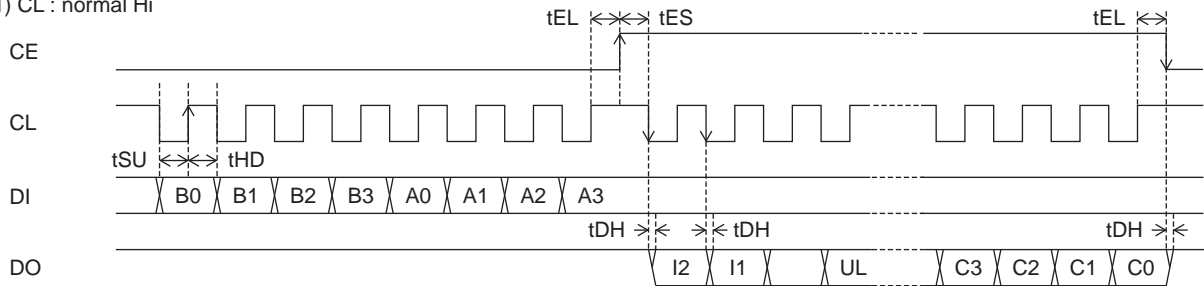 1) CL : normal Hi
tEL tES tEL
CE
CL
tSU tHD
DI B0 B1 B2 B3 A0 A1 A2 A3
tDH tDH tDH
DO I2 I1 UL C3 C2 C1 C0